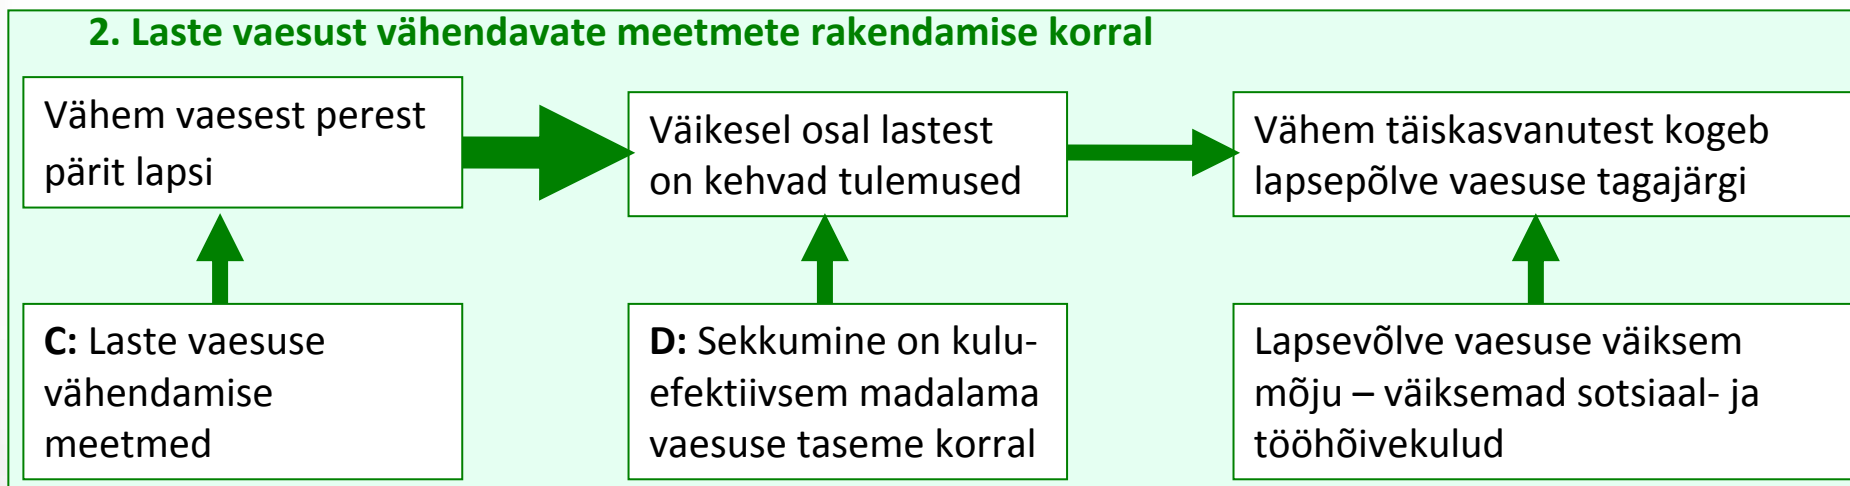 2. Laste vaesust vähendavate meetmete rakendamise korral
Vähem vaesest perest
pärit lapsi
Väikesel osal lastest
on kehvad tulemused
Vähem täiskasvanutest kogeb
lapsepõlve vaesuse tagajärgi
C: Laste vaesuse
vähendamise
meetmed
D: Sekkumine on kulu-
efektiivsem madalama
vaesuse taseme korral
Lapsevõlve vaesuse väiksem
mõju – väiksemad sotsiaal- ja
tööhõivekulud